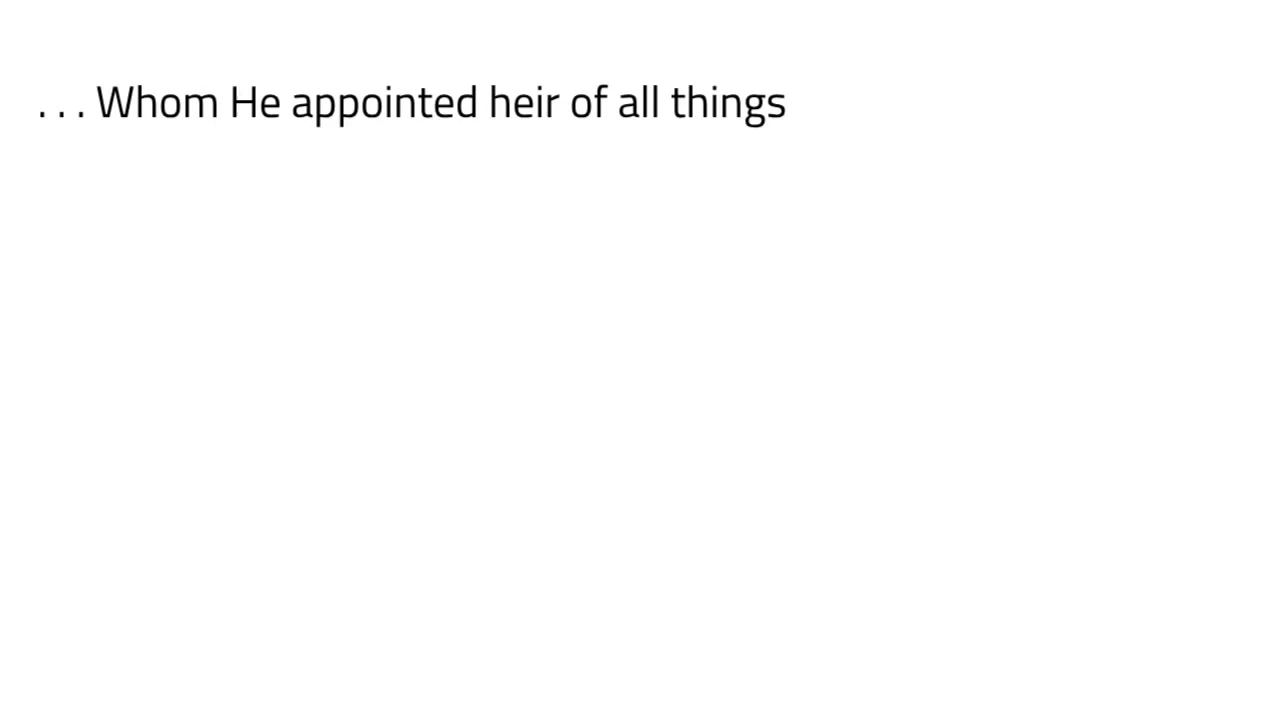 . . . Whom He appointed heir of all things